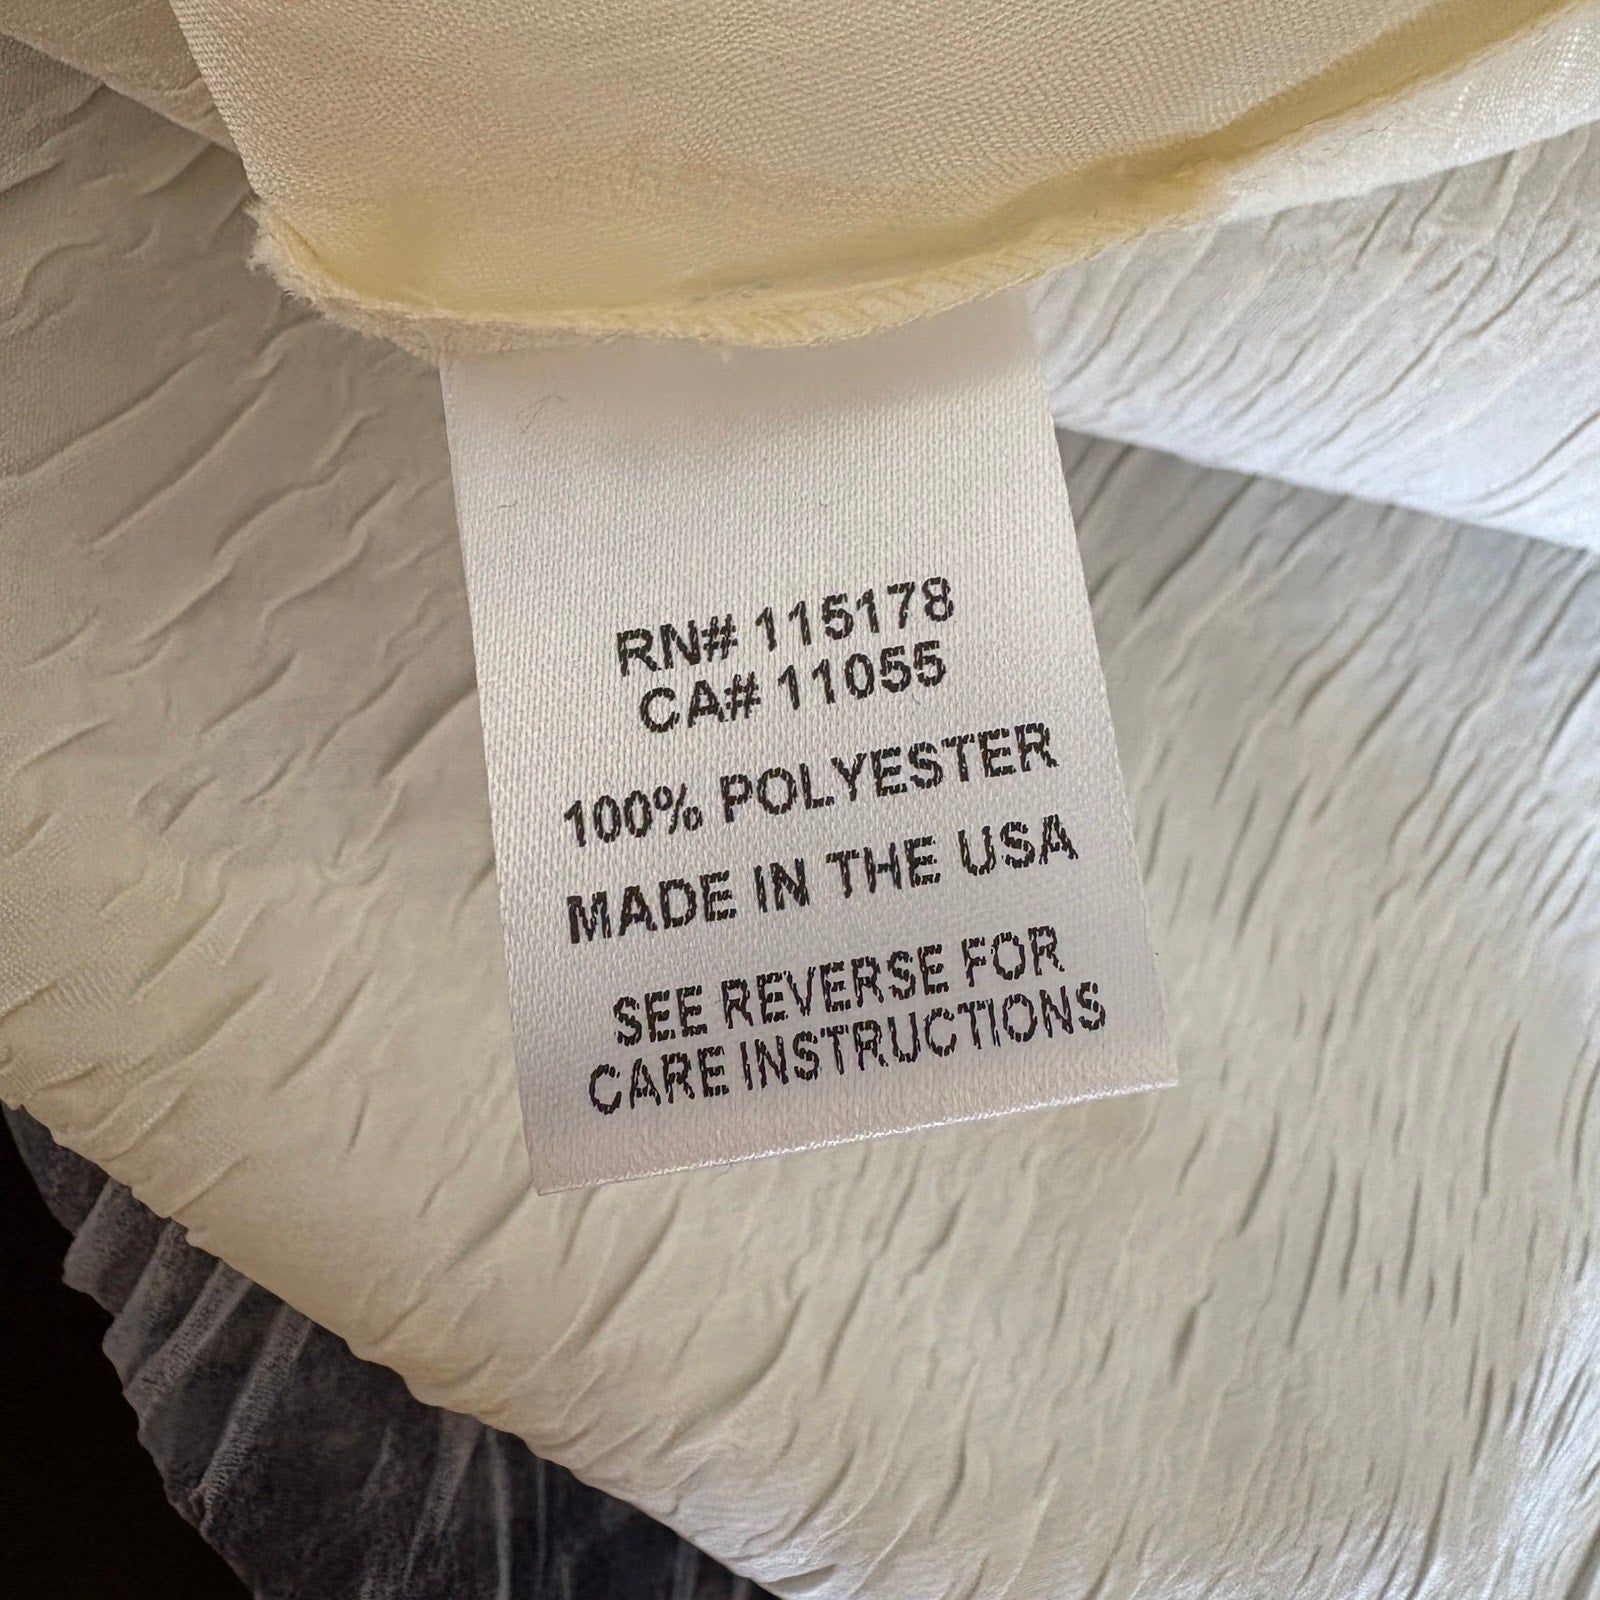 RN# 115178
CA# 11055
100% POLYESTER
MADE IN THE USA
SEE REVERSE FOR
CARE INSTRUCTIONS